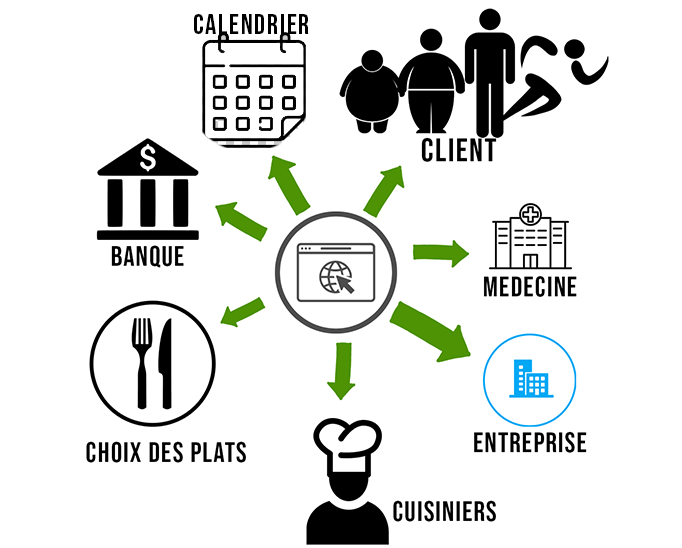 CALENDRIER
CLIENT
$
BANQUE
MEDECINE
CHOIX DES PLATS
ENTREPRISE
CUISINIERS